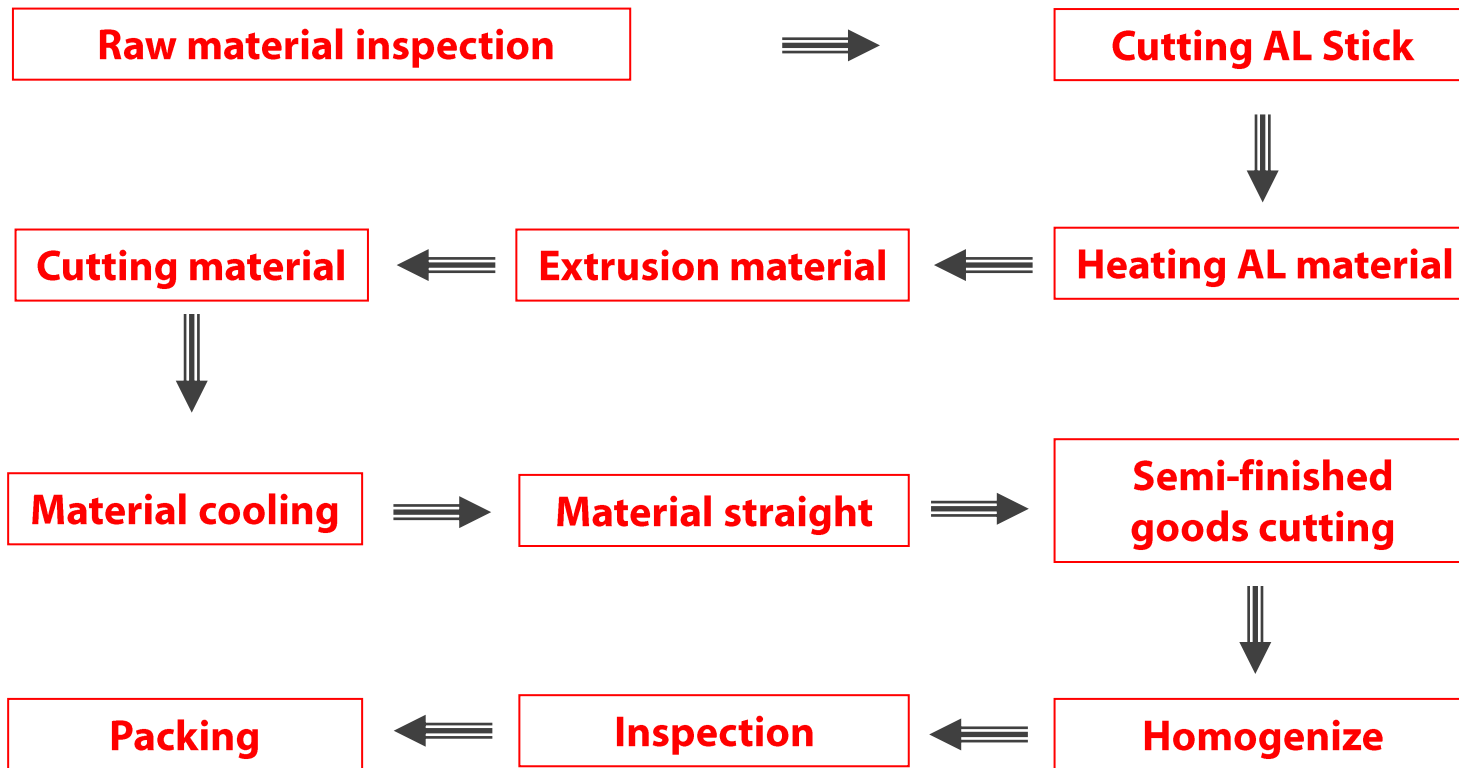 Raw material inspection
Cutting AL Stick
Heating AL material
Extrusion material
Cutting material
Material cooling
Material straight
Semi-finished
goods cutting
Homogenize
Inspection
Packing